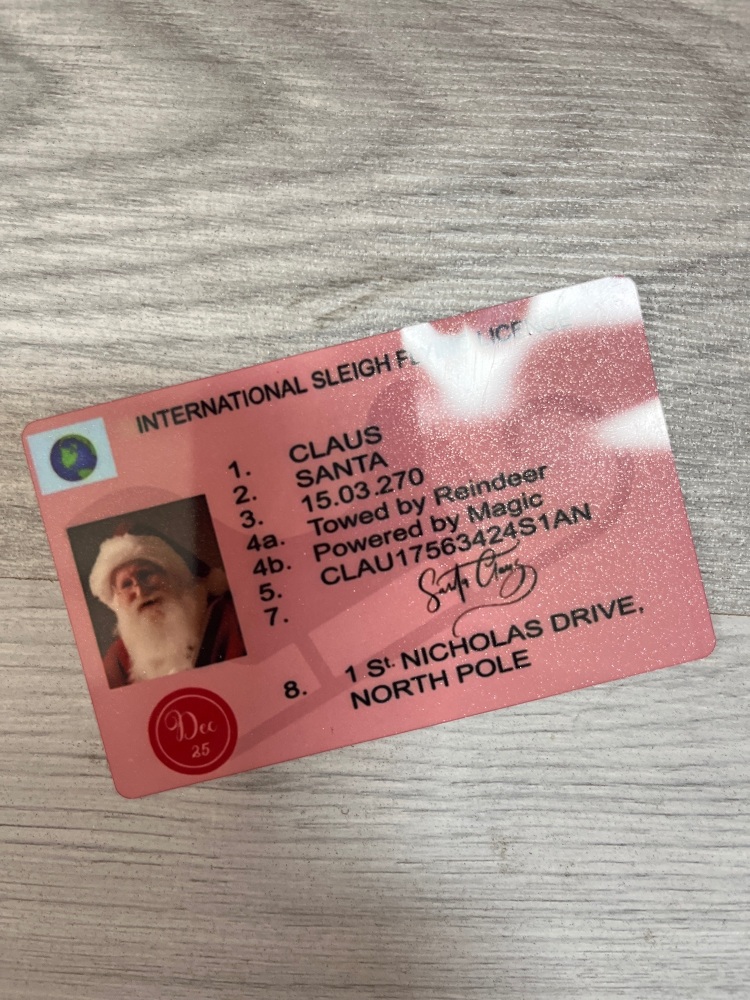 INTERNATIONAL SLEIGH
1. CLAUS
2. SANTA
3. 15.03.270
4a. Towed by Reindeer
4b. Powered by Magic
5. CLAU17563424S1AN
7. Santa Claus
8. 1 St. NICHOLAS DRIVE,
NORTH POLE
Dec
25